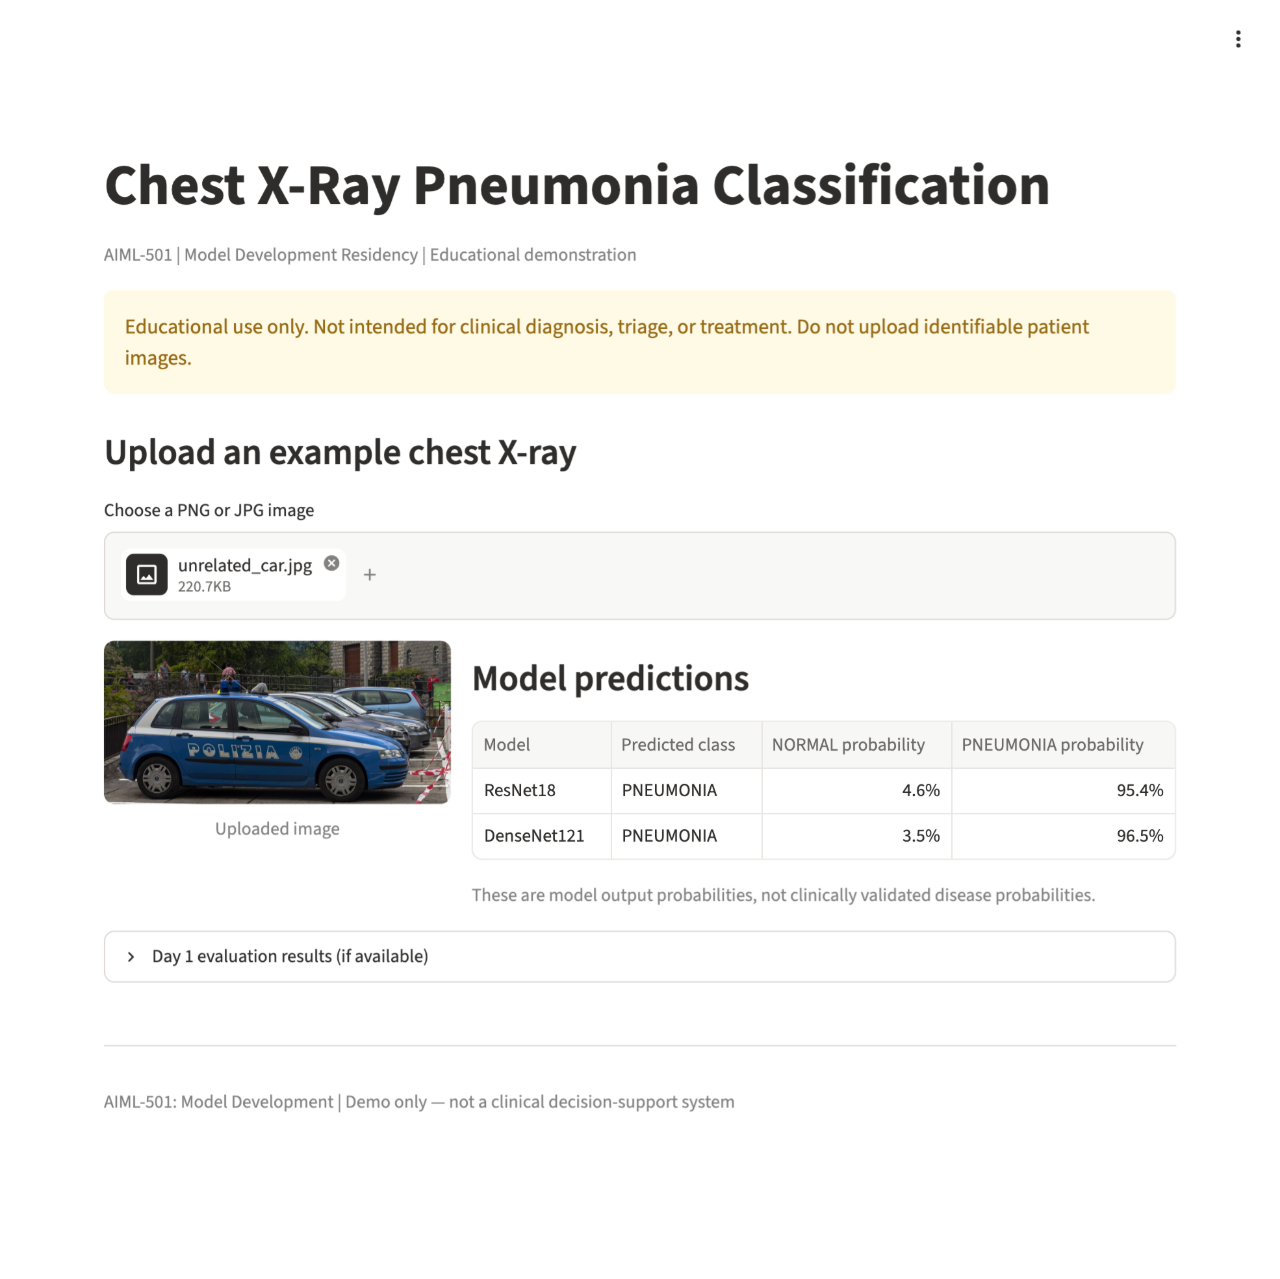 Chest X-Ray Pneumonia Classification
AIML-501 | Model Development Residency | Educational demonstration
Educational use only. Not intended for clinical diagnosis, triage, or treatment. Do not upload identifiable patient
images.
Upload an example chest X-ray
Choose a PNG or JPG image
unrelated_car.jpg
220.7KB
POLIZIA
Uploaded image
Model predictions
Model Predicted class NORMAL probability PNEUMONIA probability
ResNet18 PNEUMONIA 4.6% 95.4%
DenseNet121 PNEUMONIA 3.5% 96.5%
These are model output probabilities, not clinically validated disease probabilities.
Day 1 evaluation results (if available)
AIML-501: Model Development | Demo only — not a clinical decision-support system